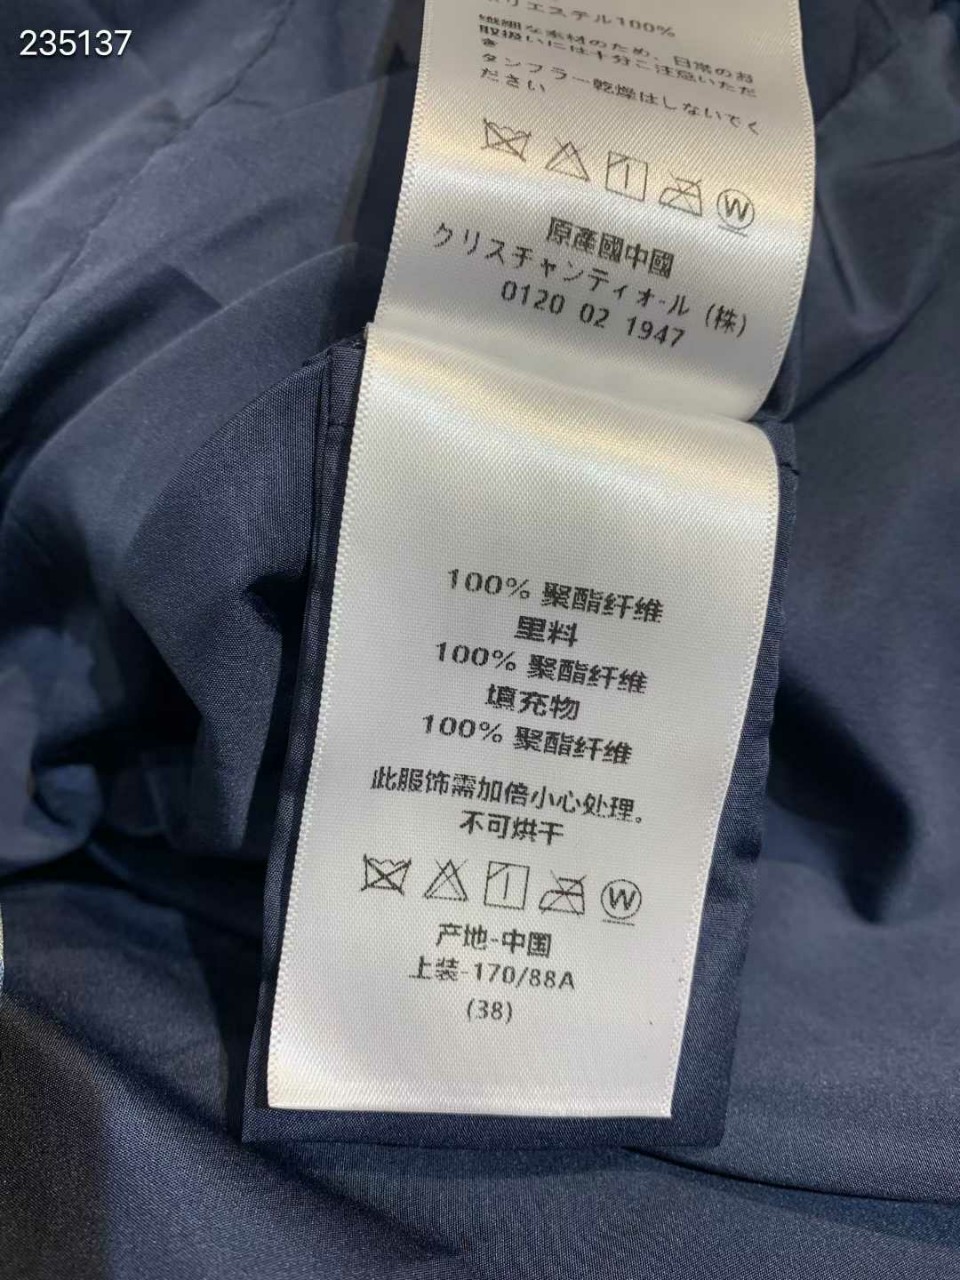 235137
リエステル100%
繊細な素材のため、日常のお
取扱いには十分ご注意いただ
き
タンブラー乾燥はしないでく
ださい
W
原產國中國
クリスチャンディオール (株)
0120 02 1947
100% 聚酯纤维
里料
100% 聚酯纤维
填充物
100% 聚酯纤维
此服饰需加倍小心处理。
不可烘干
W
产地-中国
上装-170/88A
(38)